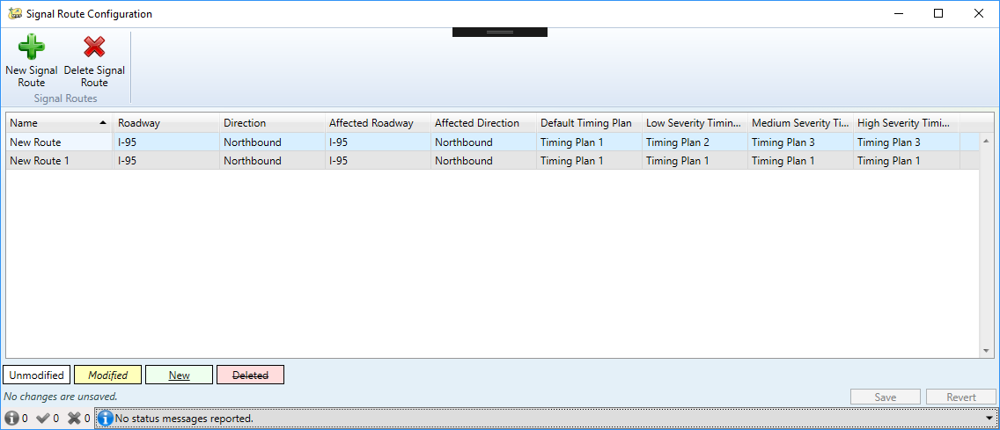 Signal Route Configuration
New Signal Route
Delete Signal Route
Signal Routes
Name Roadway Direction Affected Roadway Affected Direction Default Timing Plan Low Severity Timin... Medium Severity Ti... High Severity Timi...
New Route I-95 Northbound I-95 Northbound Timing Plan 1 Timing Plan 2 Timing Plan 3 Timing Plan 3
New Route 1 I-95 Northbound I-95 Northbound Timing Plan 1 Timing Plan 1 Timing Plan 1 Timing Plan 1
Unmodified Modified New Deleted
No changes are unsaved. Save Revert
0 0 0 No status messages reported.